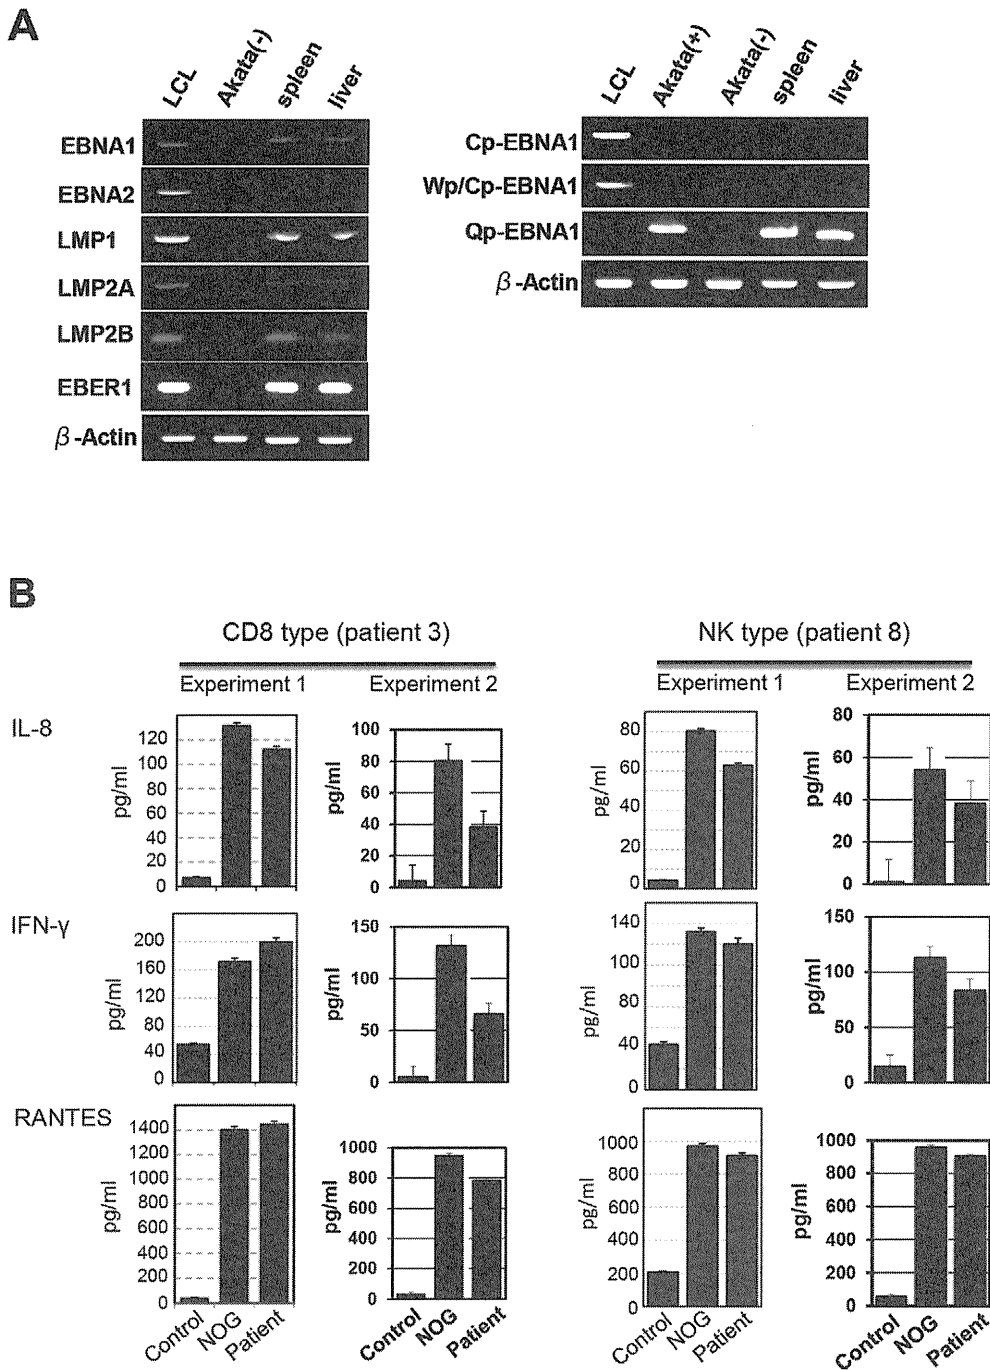 A
LCL Akata(-) spleen liver
EBNA1
EBNA2
LMP1
LMP2A
LMP2B
EBER1
β-Actin
LCL Akata(+) Akata(-) spleen liver
Cp-EBNA1
Wp/Cp-EBNA1
Qp-EBNA1
β-Actin
B
CD8 type (patient 3)
NK type (patient 8)
Experiment 1
Experiment 2
Experiment 1
Experiment 2
IL-8
pg/ml
120
100
80
60
40
20
0
pg/ml
100
80
60
40
20
0
pg/ml
80
60
40
20
0
pg/ml
80
60
40
20
0
IFN-γ
pg/ml
200
160
120
80
40
0
pg/ml
150
100
50
0
pg/ml
140
100
80
40
0
pg/ml
150
100
50
0
RANTES
pg/ml
1400
1200
1000
800
600
400
200
0
pg/ml
1000
800
600
400
200
0
pg/ml
1000
800
600
400
200
0
pg/ml
1000
800
600
400
200
0
Control NOG Patient
Control NOG Patient
Control NOG Patient
Control NOG Patient